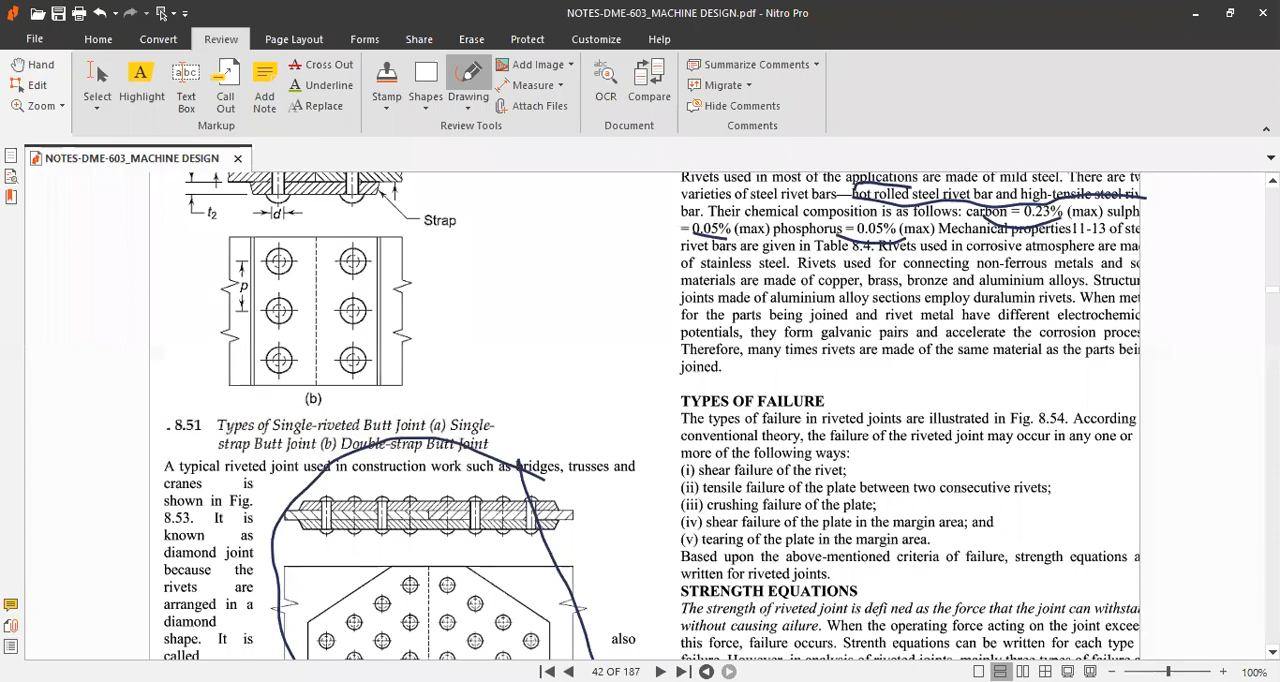 NOTES-DME-603_MACHINE DESIGN.pdf - Nitro Pro
File Home Convert Review Page Layout Forms Share Erase Protect Customize Help
Hand
Edit
Zoom
Select
Highlight
Text Box
Call Out
Add Note
Cross Out
Underline
Replace
Markup
Stamp
Shapes
Drawing
Add Image
Measure
Attach Files
Review Tools
OCR
Compare
Document
Summarize Comments
Migrate
Hide Comments
Comments
NOTES-DME-603_MACHINE DESIGN
t2
d
Strap
p
(b)
8.51 Types of Single-riveted Butt Joint (a) Single-
strap Butt Joint (b) Double-strap Butt Joint
A typical riveted joint used in construction work such as bridges, trusses and
cranes is
shown in Fig.
8.53. It is
known as
diamond joint
because the
rivets are
arranged in a
diamond
shape. It is also
called
Rivets used in most of the applications are made of mild steel. There are tw
varieties of steel rivet bars—hot rolled steel rivet bar and high-tensile steel riv
bar. Their chemical composition is as follows: carbon = 0.23% (max) sulph
= 0.05% (max) phosphorus = 0.05% (max) Mechanical properties11-13 of ste
rivet bars are given in Table 8.4. Rivets used in corrosive atmosphere are ma
of stainless steel. Rivets used for connecting non-ferrous metals and so
materials are made of copper, brass, bronze and aluminium alloys. Structu
joints made of aluminium alloy sections employ duralumin rivets. When met
for the parts being joined and rivet metal have different electrochemic
potentials, they form galvanic pairs and accelerate the corrosion proces
Therefore, many times rivets are made of the same material as the parts bein
joined.
TYPES OF FAILURE
The types of failure in riveted joints are illustrated in Fig. 8.54. According
conventional theory, the failure of the riveted joint may occur in any one or
more of the following ways:
(i) shear failure of the rivet;
(ii) tensile failure of the plate between two consecutive rivets;
(iii) crushing failure of the plate;
(iv) shear failure of the plate in the margin area; and
(v) tearing of the plate in the margin area.
Based upon the above-mentioned criteria of failure, strength equations a
written for riveted joints.
STRENGTH EQUATIONS
The strength of riveted joint is defi ned as the force that the joint can withsta
without causing ailure. When the operating force acting on the joint excee
this force, failure occurs. Strenth equations can be written for each type
failure. However, in analysis of riveted joints, mainly three types of failure
42 OF 187
100%